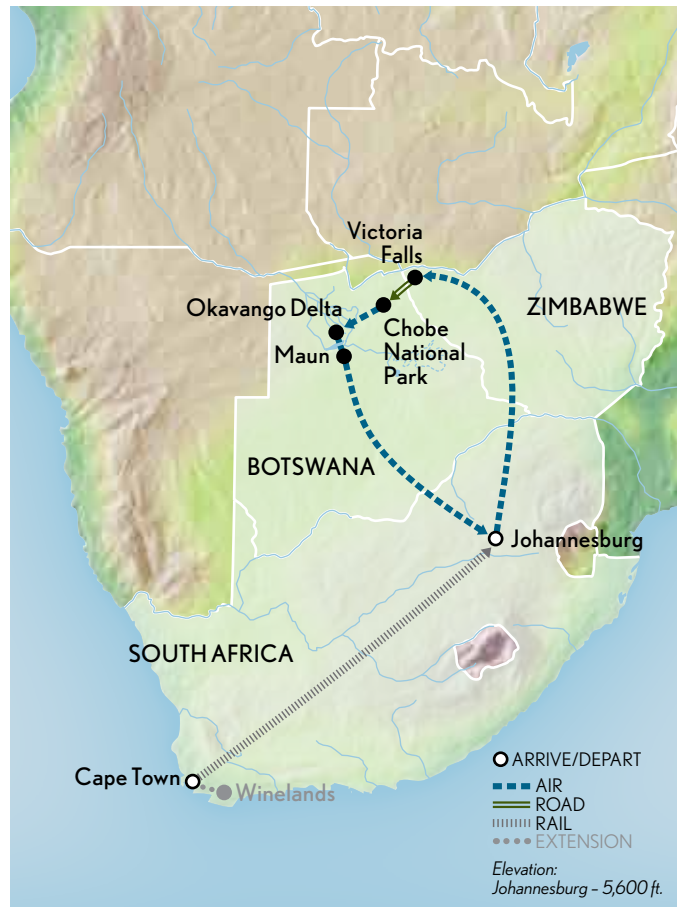 Victoria
Falls
ZIMBABWE
Okavango Delta
Chobe
National
Park
Maun
BOTSWANA
Johannesburg
SOUTH AFRICA
Cape Town
Winelands
ARRIVE/DEPART
AIR
ROAD
RAIL
EXTENSION
Elevation:
Johannesburg – 5,600 ft.